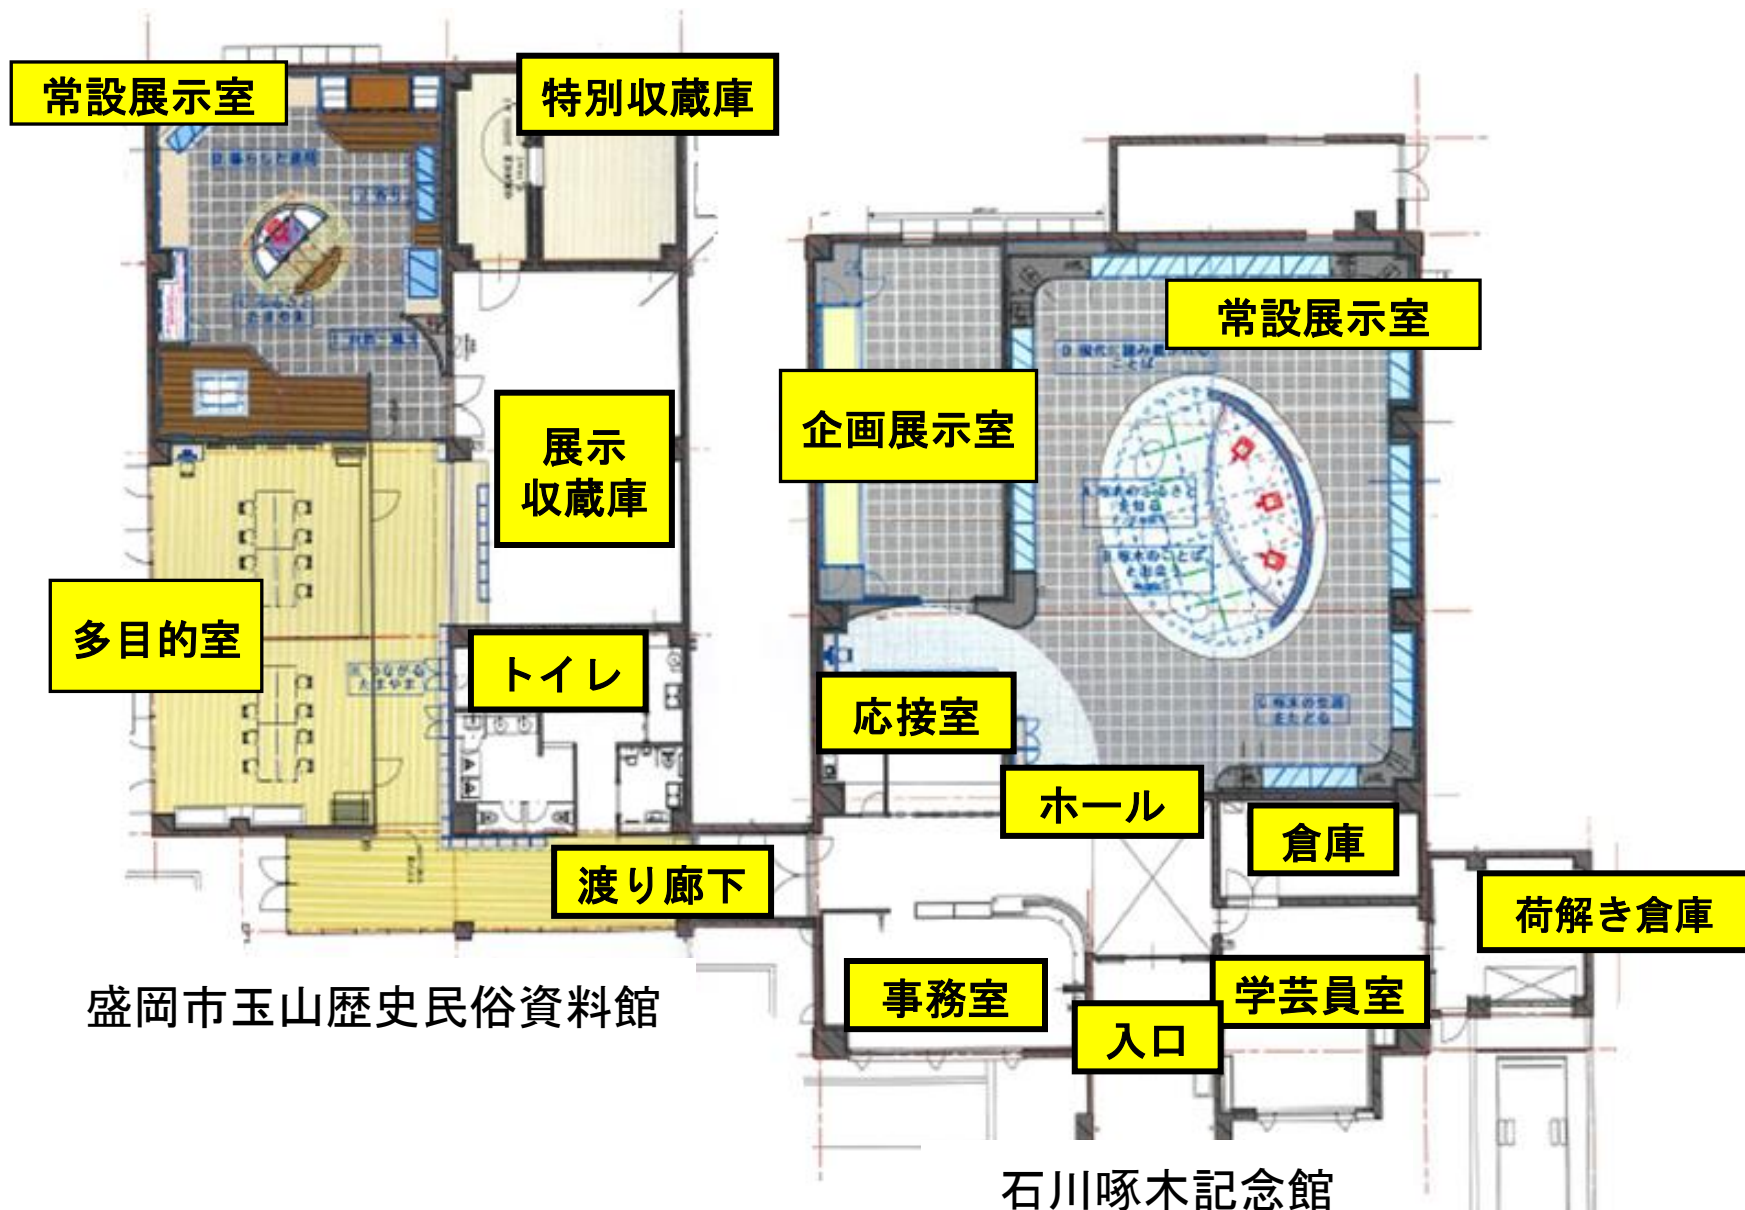 常設展示室
特別収蔵庫
常設展示室
企画展示室
展示
収蔵庫
多目的室
トイレ
応接室
ホール
倉庫
渡り廊下
荷解き倉庫
事務室
学芸員室
入口
盛岡市玉山歴史民俗資料館
石川啄木記念館